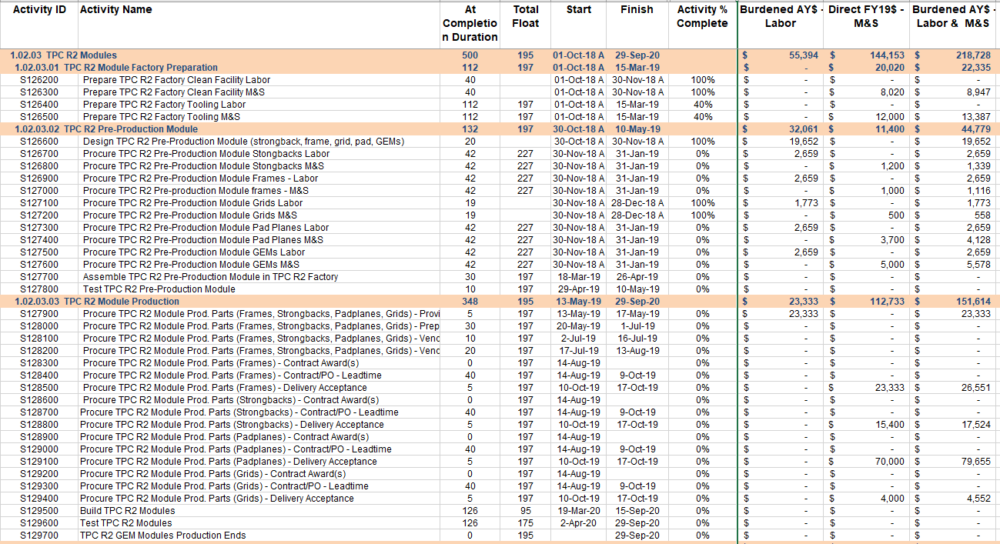 Activity ID Activity Name At Completio n Duration Total Float Start Finish Activity % Complete Burdened AY$ - Labor Direct FY19$ - M&S Burdened AY$ - Labor & M&S
1.02.03 TPC R2 Modules 500 195 01-Oct-18 A 29-Sep-20 $ 55,394 $ 144,153 $ 218,728
1.02.03.01 TPC R2 Module Factory Preparation 112 197 01-Oct-18 A 15-Mar-19 $ - $ 20,020 $ 22,335
S126200 Prepare TPC R2 Factory Clean Facility Labor 40 01-Oct-18 A 30-Nov-18 A 100% $ - $ - $ -
S126300 Prepare TPC R2 Factory Clean Facility M&S 40 01-Oct-18 A 30-Nov-18 A 100% $ - $ 8,020 $ 8,947
S126400 Prepare TPC R2 Factory Tooling Labor 112 197 01-Oct-18 A 15-Mar-19 40% $ - $ - $ -
S126500 Prepare TPC R2 Factory Tooling M&S 112 197 01-Oct-18 A 15-Mar-19 40% $ - $ 12,000 $ 13,387
1.02.03.02 TPC R2 Pre-Production Module 132 197 30-Oct-18 A 10-May-19 $ 32,061 $ 11,400 $ 44,779
S126600 Design TPC R2 Pre-Production Module (strongback, frame, grid, pad, GEMs) 20 30-Oct-18 A 30-Nov-18 A 100% $ 19,652 $ - $ 19,652
S126700 Procure TPC R2 Pre-Production Module Stongbacks Labor 42 227 30-Nov-18 A 31-Jan-19 0% $ 2,659 $ - $ 2,659
S126800 Procure TPC R2 Pre-Production Module Stongbacks M&S 42 227 30-Nov-18 A 31-Jan-19 0% $ - $ 1,200 $ 1,339
S126900 Procure TPC R2 Pre-Production Module Frames - Labor 42 227 30-Nov-18 A 31-Jan-19 0% $ 2,659 $ - $ 2,659
S127000 Procure TPC R2 Pre-production Module frames - M&S 42 227 30-Nov-18 A 31-Jan-19 0% $ - $ 1,000 $ 1,116
S127100 Procure TPC R2 Pre-Production Module Grids Labor 19 30-Nov-18 A 28-Dec-18 A 100% $ 1,773 $ - $ 1,773
S127200 Procure TPC R2 Pre-Production Module Grids M&S 19 30-Nov-18 A 28-Dec-18 A 100% $ - $ 500 $ 558
S127300 Procure TPC R2 Pre-Production Module Pad Planes Labor 42 227 30-Nov-18 A 31-Jan-19 0% $ 2,659 $ - $ 2,659
S127400 Procure TPC R2 Pre-Production Module Pad Planes M&S 42 227 30-Nov-18 A 31-Jan-19 0% $ - $ 3,700 $ 4,128
S127500 Procure TPC R2 Pre-Production Module GEMs Labor 42 227 30-Nov-18 A 31-Jan-19 0% $ 2,659 $ - $ 2,659
S127600 Procure TPC R2 Pre-Production Module GEMs M&S 42 227 30-Nov-18 A 31-Jan-19 0% $ - $ 5,000 $ 5,578
S127700 Assemble TPC R2 Pre-Production Module in TPC R2 Factory 30 197 18-Mar-19 26-Apr-19 0% $ - $ - $ -
S127800 Test TPC R2 Pre-Production Module 10 197 29-Apr-19 10-May-19 0% $ - $ - $ -
1.02.03.03 TPC R2 Module Production 348 195 13-May-19 29-Sep-20 $ 23,333 $ 112,733 $ 151,614
S127900 Procure TPC R2 Module Prod. Parts (Frames, Strongbacks, Padplanes, Grids) - Provi 5 197 13-May-19 17-May-19 0% $ 23,333 $ - $ 23,333
S128000 Procure TPC R2 Module Prod. Parts (Frames, Strongbacks, Padplanes, Grids) - Prep 30 197 20-May-19 1-Jul-19 0% $ - $ - $ -
S128100 Procure TPC R2 Module Prod. Parts (Frames, Strongbacks, Padplanes, Grids) - Venc 10 197 2-Jul-19 16-Jul-19 0% $ - $ - $ -
S128200 Procure TPC R2 Module Prod. Parts (Frames, Strongbacks, Padplanes, Grids) - Venc 20 197 17-Jul-19 13-Aug-19 0% $ - $ - $ -
S128300 Procure TPC R2 Module Prod. Parts (Frames) - Contract Award(s) 0 197 14-Aug-19 0% $ - $ - $ -
S128400 Procure TPC R2 Module Prod. Parts (Frames) - Contract/PO - Leadtime 40 197 14-Aug-19 9-Oct-19 0% $ - $ - $ -
S128500 Procure TPC R2 Module Prod. Parts (Frames) - Delivery Acceptance 5 197 10-Oct-19 17-Oct-19 0% $ - $ 23,333 $ 26,551
S128600 Procure TPC R2 Module Prod. Parts (Strongbacks) - Contract Award(s) 0 197 14-Aug-19 0% $ - $ - $ -
S128700 Procure TPC R2 Module Prod. Parts (Strongbacks) - Contract/PO - Leadtime 40 197 14-Aug-19 9-Oct-19 0% $ - $ - $ -
S128800 Procure TPC R2 Module Prod. Parts (Strongbacks) - Delivery Acceptance 5 197 10-Oct-19 17-Oct-19 0% $ - $ 15,400 $ 17,524
S128900 Procure TPC R2 Module Prod. Parts (Padplanes) - Contract Award(s) 0 197 14-Aug-19 0% $ - $ - $ -
S129000 Procure TPC R2 Module Prod. Parts (Padplanes) - Contract/PO - Leadtime 40 197 14-Aug-19 9-Oct-19 0% $ - $ - $ -
S129100 Procure TPC R2 Module Prod. Parts (Padplanes) - Delivery Acceptance 5 197 10-Oct-19 17-Oct-19 0% $ - $ 70,000 $ 79,655
S129200 Procure TPC R2 Module Prod. Parts (Grids) - Contract Award(s) 0 197 14-Aug-19 0% $ - $ - $ -
S129300 Procure TPC R2 Module Prod. Parts (Grids) - Contract/PO - Leadtime 40 197 14-Aug-19 9-Oct-19 0% $ - $ - $ -
S129400 Procure TPC R2 Module Prod. Parts (Grids) - Delivery Acceptance 5 197 10-Oct-19 17-Oct-19 0% $ - $ 4,000 $ 4,552
S129500 Build TPC R2 Modules 126 95 19-Mar-20 15-Sep-20 0% $ - $ - $ -
S129600 Test TPC R2 Modules 126 175 2-Apr-20 29-Sep-20 0% $ - $ - $ -
S129700 TPC R2 GEM Modules Production Ends 0 195 29-Sep-20 0% $ - $ - $ -